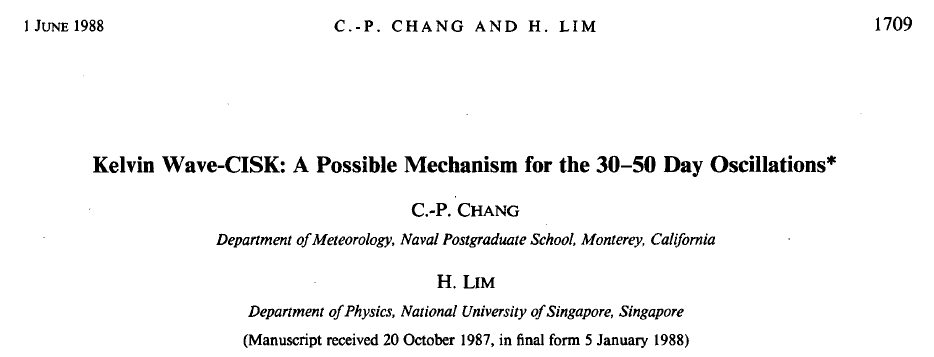 1 JUNE 1988 C.-P. CHANG AND H. LIM 1709
Kelvin Wave-CISK: A Possible Mechanism for the 30–50 Day Oscillations*
C.-P. CHANG
Department of Meteorology, Naval Postgraduate School, Monterey, California
H. LIM
Department of Physics, National University of Singapore, Singapore
(Manuscript received 20 October 1987, in final form 5 January 1988)